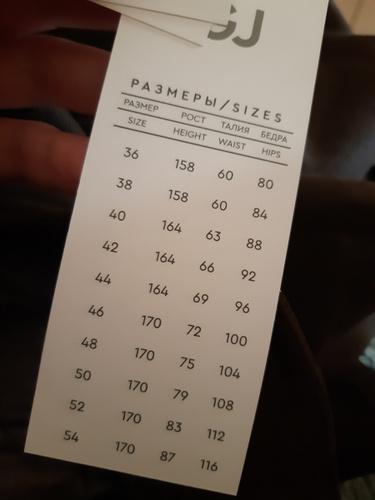 GJ
РАЗМЕРЫ/SIZES
РАЗМЕР РОСТ ТАЛИЯ БЕДРА
SIZE HEIGHT WAIST HIPS
36 158 60 80
38 158 60 84
40 164 63 88
42 164 66 92
44 164 69 96
46 170 72 100
48 170 75 104
50 170 79 108
52 170 83 112
54 170 87 116